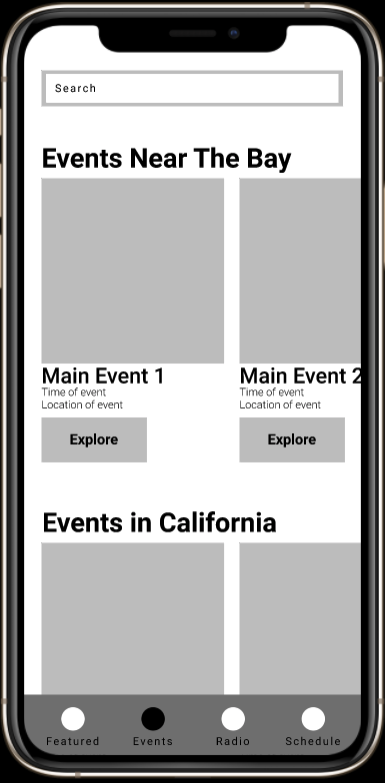 Search
Events Near The Bay
Main Event 1
Time of event
Location of event
Explore
Main Event 2
Time of event
Location of event
Explore
Events in California
Featured
Events
Radio
Schedule